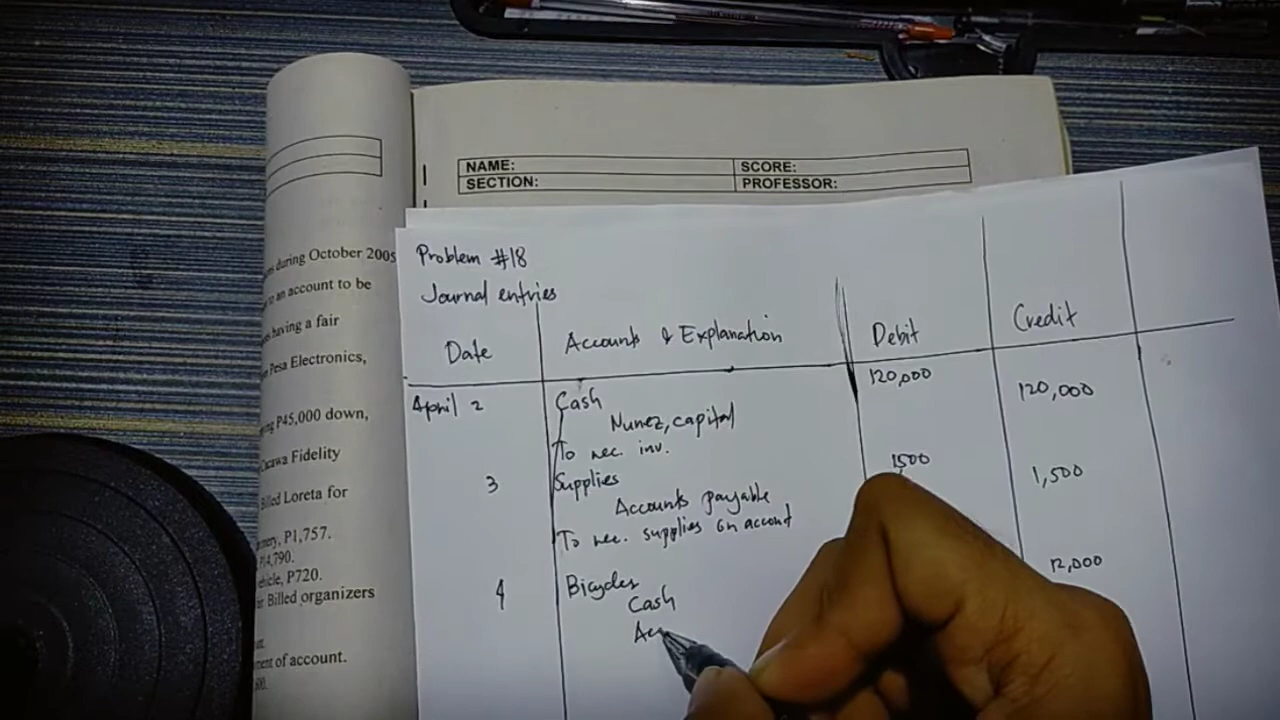 NAME: SCORE:
SECTION: PROFESSOR:
during October 2005
an account to be
having a fair
Pesa Electronics,
P45,000 down,
Fidelity
Billed Loreta for
P1,757.
P14,790.
P720.
Billed organizers
of account.
Problem #18
Journal entries
Date Accounts & Explanation Debit Credit
April 2 Cash 120,000
Nunez, capital 120,000
To rec. inv.
3 Supplies 1500
Accounts payable 1,500
To rec. supplies on account
4 Bicycles
Cash 12,000
Acc